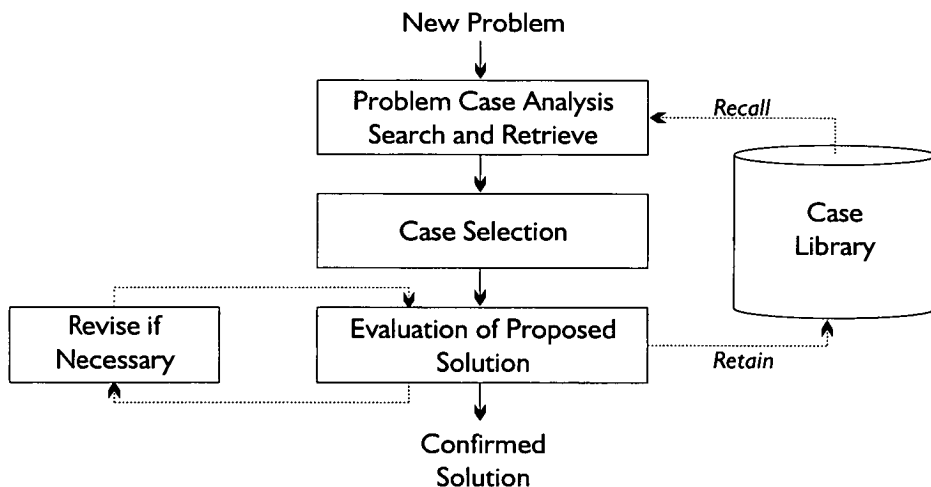 New Problem
Problem Case Analysis
Search and Retrieve
Recall
Case
Library
Case Selection
Revise if
Necessary
Evaluation of Proposed
Solution
Retain
Confirmed
Solution